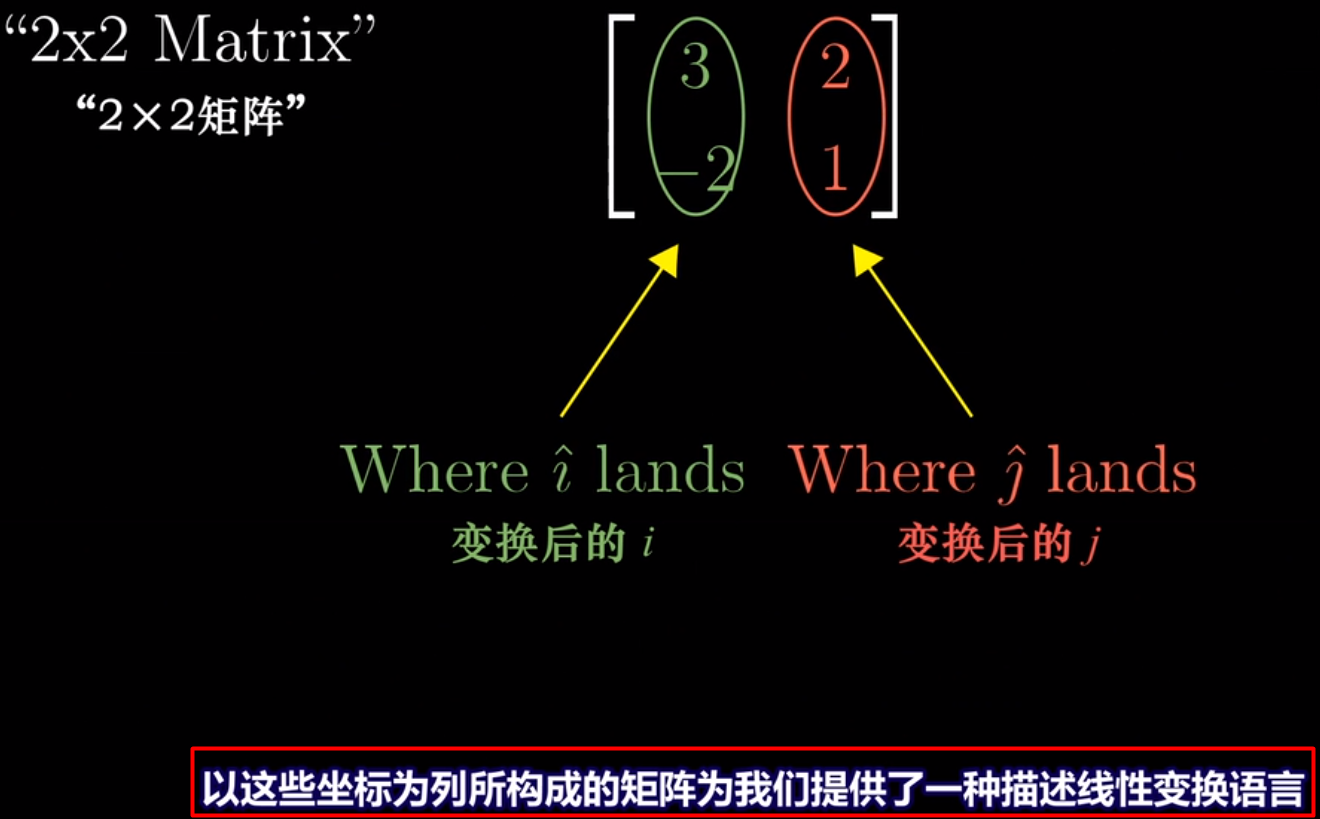 “2x2 Matrix”
“2×2矩阵”
3 2
−2 1
Where î lands Where ĵ lands
变换后的 i 变换后的 j
以这些坐标为列所构成的矩阵为我们提供了一种描述线性变换语言